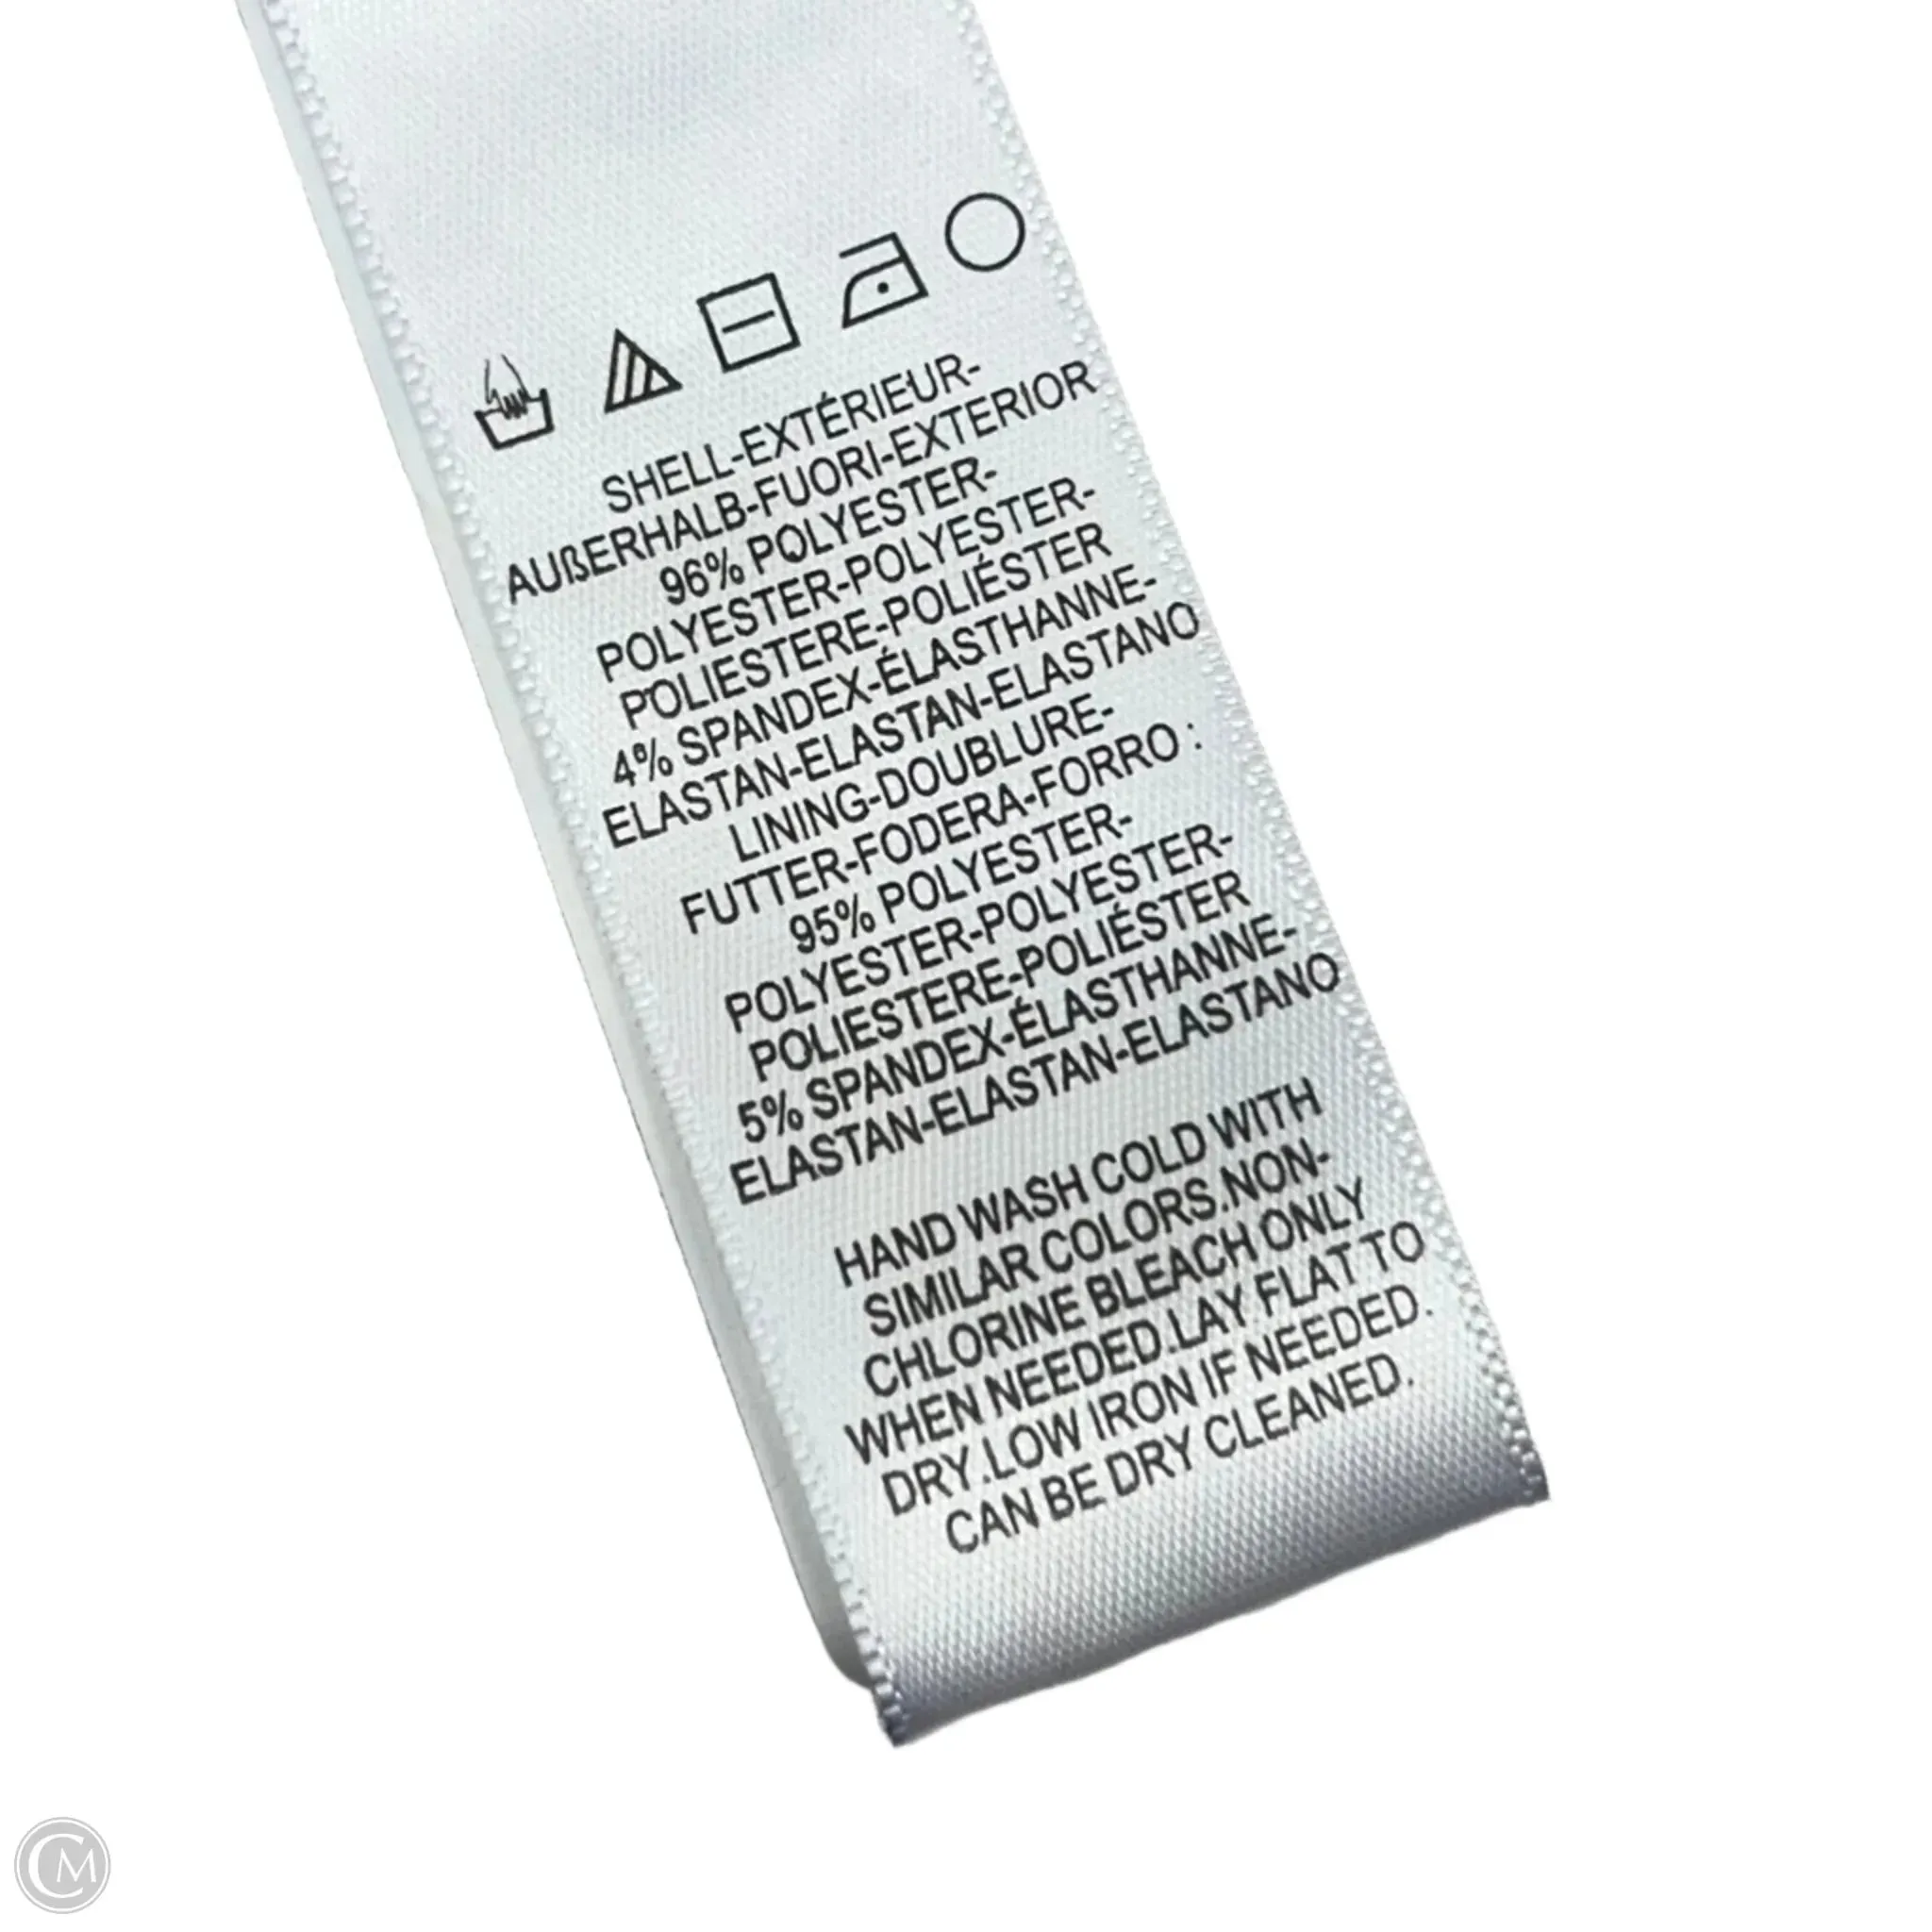 SHELL-EXTÉRIEUR-
AUßERHALB-FUORI-EXTERIOR
96% POLYESTER-
POLYESTER-POLYESTER-
POLIESTERE-POLIÉSTER
4% SPANDEX-ÉLASTHANNE-
ELASTAN-ELASTAN-ELASTANO
LINING-DOUBLURE-
FUTTER-FODERA-FORRO :
95% POLYESTER-
POLYESTER-POLYESTER-
POLIESTERE-POLIÉSTER
5% SPANDEX-ÉLASTHANNE-
ELASTAN-ELASTAN-ELASTANO
HAND WASH COLD WITH
SIMILAR COLORS.NON-
CHLORINE BLEACH ONLY
WHEN NEEDED.LAY FLAT TO
DRY.LOW IRON IF NEEDED.
CAN BE DRY CLEANED.
CM